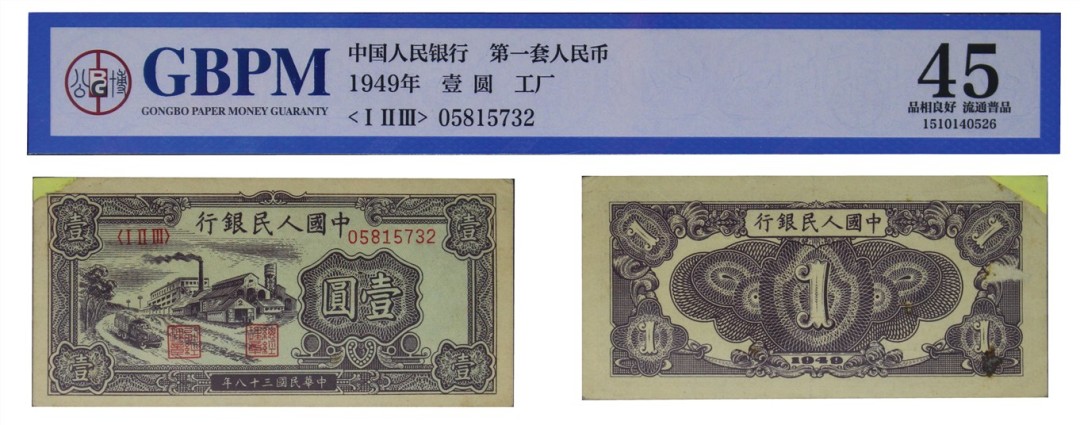 GBPM
GONGBO PAPER MONEY GUARANTY
中国人民银行 第一套人民币
1949年 壹 圆 工厂
<Ⅰ Ⅱ Ⅲ> 05815732
45
品相良好 流通普品
1510140526
行銀民人國中
〈Ⅰ Ⅱ Ⅲ〉
05815732
壹
壹
圓壹
壹
壹
年八十三國民華中
行銀民人國中
1
1
1
1
1
1949